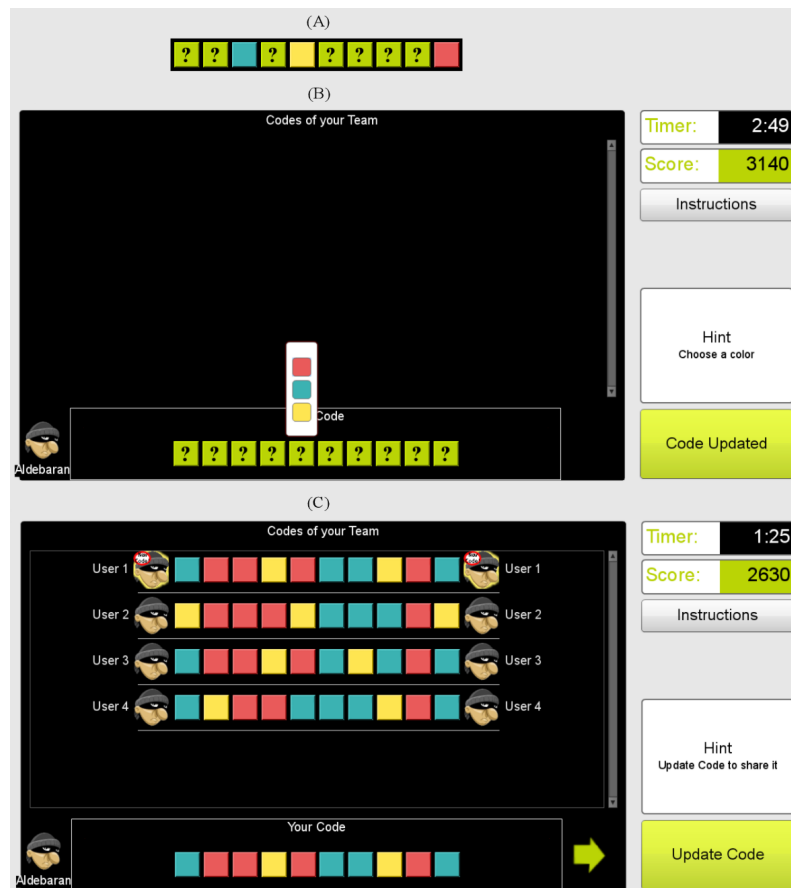 (A)
? ? ? ? ? ? ?
(B)
Codes of your Team
Timer: 2:49
Score: 3140
Instructions
Hint
Choose a color
Code
Aldebaran
? ? ? ? ? ? ? ? ? ?
Code Updated
(C)
Codes of your Team
Timer: 1:25
Score: 2630
Instructions
User 1 User 1
User 2 User 2
User 3 User 3
User 4 User 4
Hint
Update Code to share it
Your Code
Aldebaran
Update Code